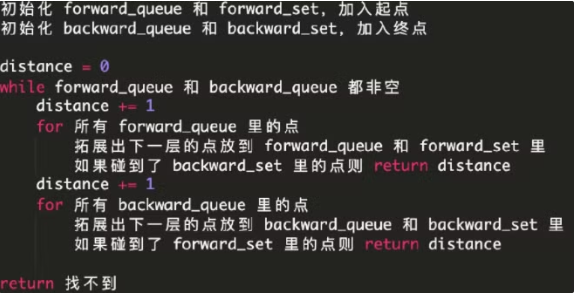 初始化 forward_queue 和 forward_set，加入起点
初始化 backward_queue 和 backward_set，加入终点
distance = 0
while forward_queue 和 backward_queue 都非空
distance += 1
for 所有 forward_queue 里的点
拓展出下一层的点放到 forward_queue 和 forward_set 里
如果碰到了 backward_set 里的点则 return distance
distance += 1
for 所有 backward_queue 里的点
拓展出下一层的点放到 backward_queue 和 backward_set 里
如果碰到了 forward_set 里的点则 return distance
return 找不到